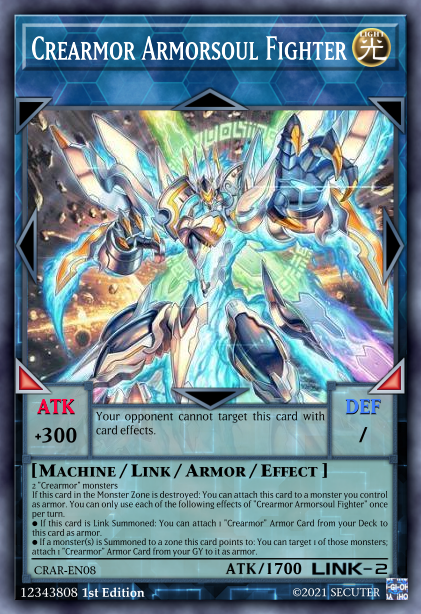 CREARMOR ARMORSOUL FIGHTER
LIGHT
光
ATK
+300
Your opponent cannot target this card with
card effects.
DEF
/
[MACHINE / LINK / ARMOR / EFFECT ]
2 "Crearmor" monsters
If this card in the Monster Zone is destroyed: You can attach this card to a monster you control
as armor. You can only use each of the following effects of "Crearmor Armorsoul Fighter" once
per turn.
● If this card is Link Summoned: You can attach 1 "Crearmor" Armor Card from your Deck to
this card as armor.
● If a monster(s) is Summoned to a zone this card points to: You can target 1 of those monsters;
attach 1 "Crearmor" Armor Card from your GY to it as armor.
CRAR-EN08
ATK/1700 LINK-2
12343808 1st Edition
©2021 SECUTER